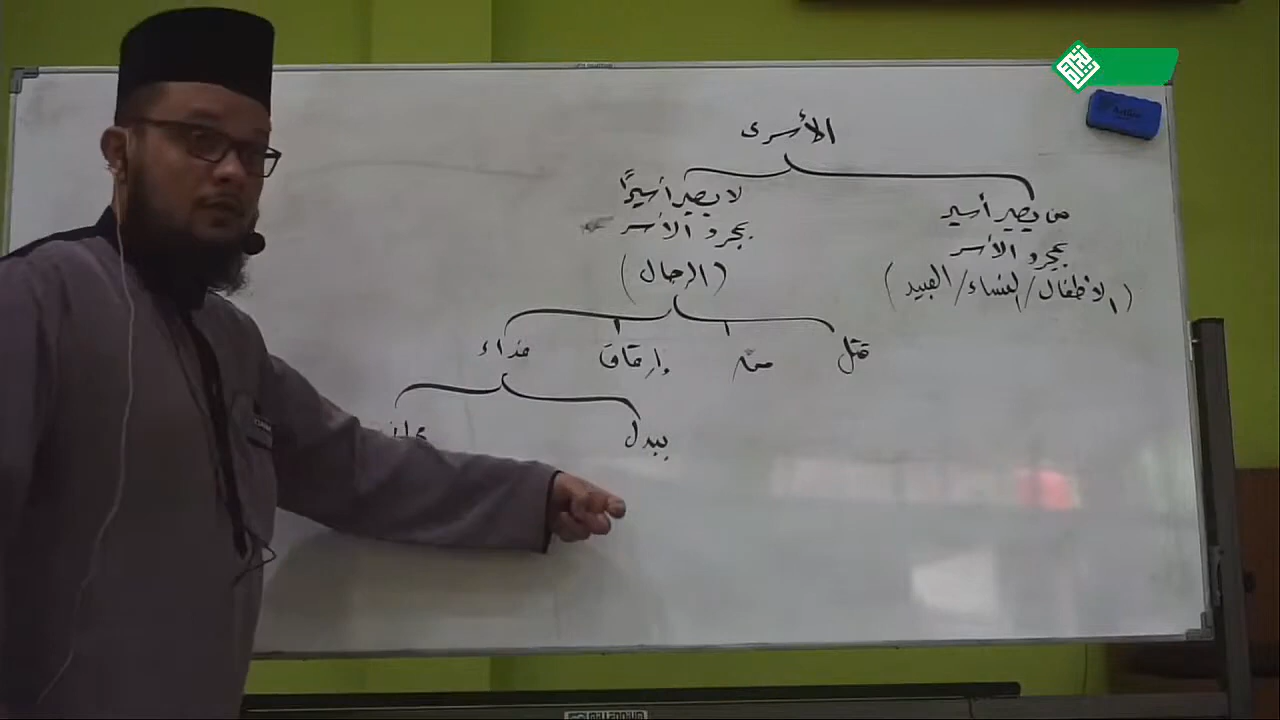 الأسرى
من يصير أسير
بمجرد الأسر
(الأطفال/النساء/العبيد)
لا يصير أسيرًا
بمجرد الأسر
(الرجال)
قتل
منّ
إرقاق
فداء
ببدل